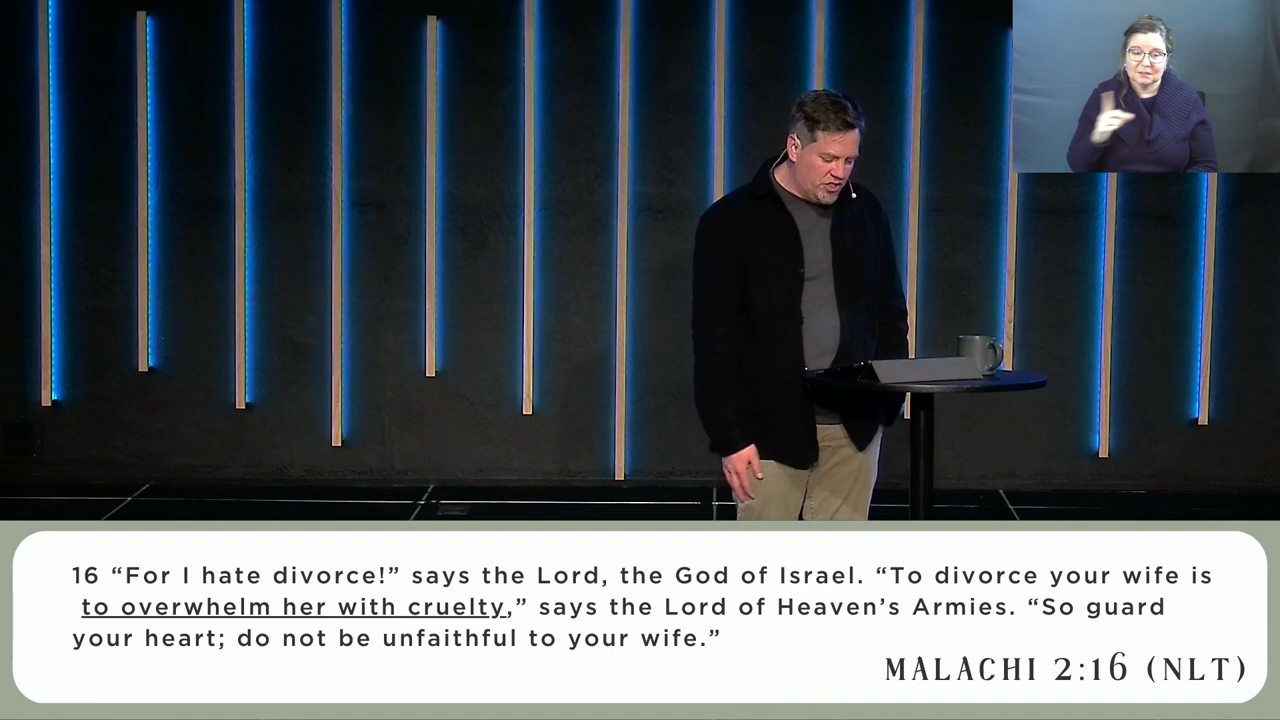 16 “For I hate divorce!” says the Lord, the God of Israel. “To divorce your wife is
to overwhelm her with cruelty,” says the Lord of Heaven’s Armies. “So guard
your heart; do not be unfaithful to your wife.”
MALACHI 2:16 (NLT)